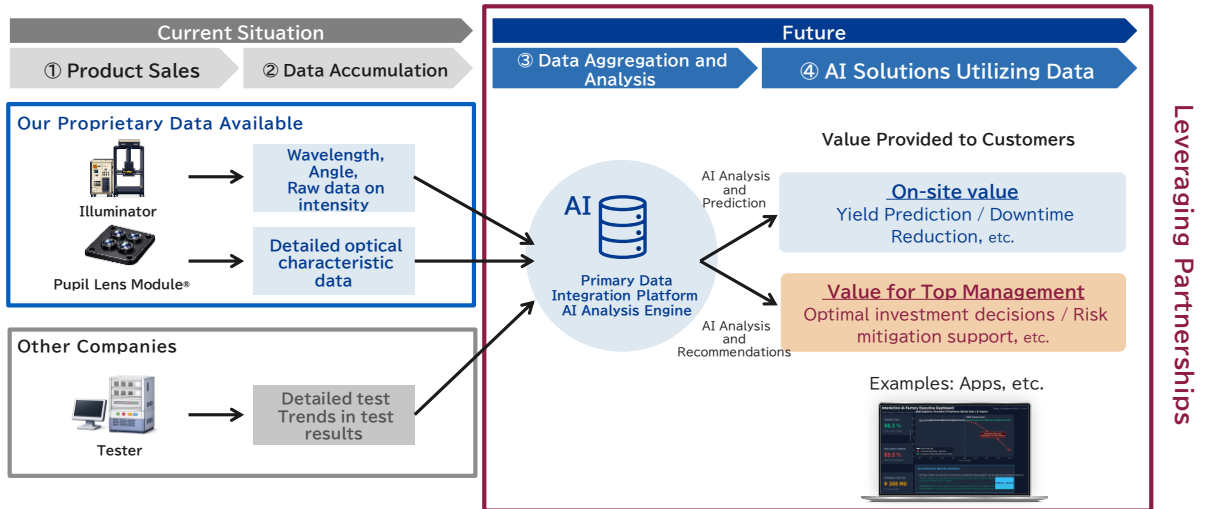 Current Situation
Future
① Product Sales
② Data Accumulation
③ Data Aggregation and
Analysis
④ AI Solutions Utilizing Data
Our Proprietary Data Available
Illuminator
Wavelength,
Angle,
Raw data on
intensity
Pupil Lens Module®
Detailed optical
characteristic
data
Other Companies
Tester
Detailed test
Trends in test
results
AI
Primary Data
Integration Platform
AI Analysis Engine
AI Analysis
and
Prediction
AI Analysis
and
Recommendations
Value Provided to Customers
On-site value
Yield Prediction / Downtime
Reduction, etc.
Value for Top Management
Optimal investment decisions / Risk
mitigation support, etc.
Examples: Apps, etc.
Leveraging Partnerships